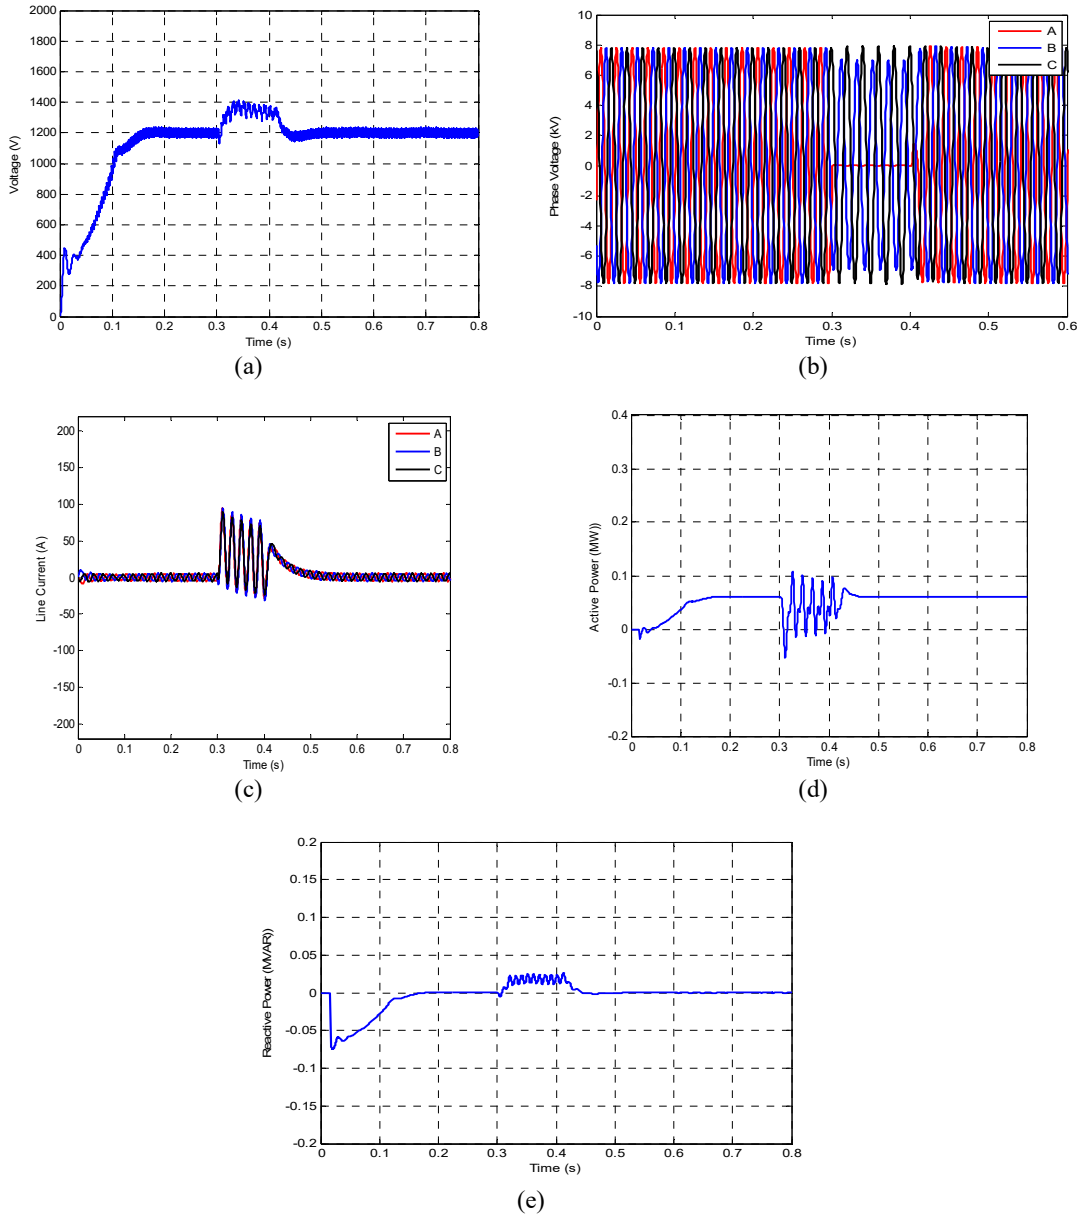 2000
1800
1600
1400
1200
1000
800
600
400
200
0
Voltage (V)
0 0.1 0.2 0.3 0.4 0.5 0.6 0.7 0.8
Time (s)
(a)
10
8
6
4
2
0
-2
-4
-6
-8
-10
Phase Voltage (kV)
A
B
C
0 0.1 0.2 0.3 0.4 0.5 0.6
Time (s)
(b)
200
150
100
50
0
-50
-100
-150
-200
Line Current (A)
A
B
C
0 0.1 0.2 0.3 0.4 0.5 0.6 0.7 0.8
Time (s)
(c)
0.4
0.3
0.2
0.1
0
-0.1
-0.2
Active Power (MW))
0 0.1 0.2 0.3 0.4 0.5 0.6 0.7 0.8
Time (s)
(d)
0.2
0.15
0.1
0.05
0
-0.05
-0.1
-0.15
-0.2
Reactive Power (MVAR))
0 0.1 0.2 0.3 0.4 0.5 0.6 0.7 0.8
Time (s)
(e)